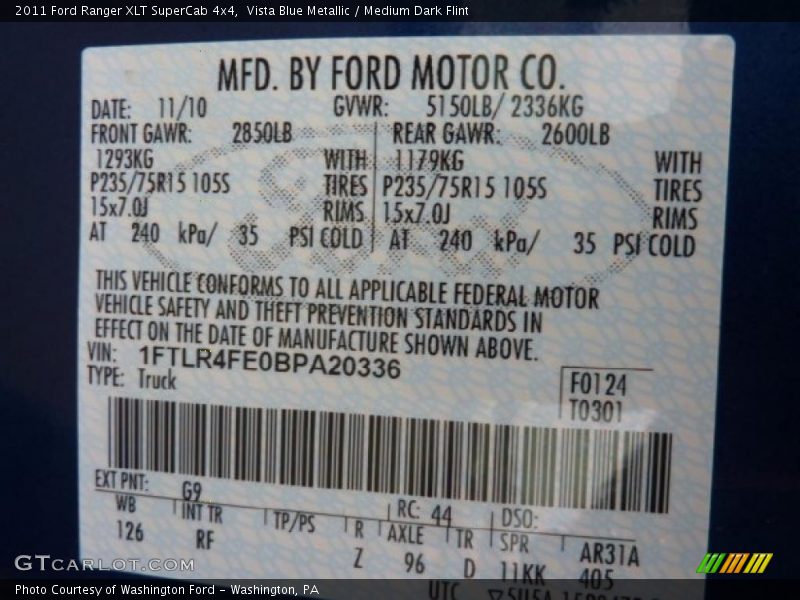 2011 Ford Ranger XLT SuperCab 4x4, Vista Blue Metallic / Medium Dark Flint
MFD. BY FORD MOTOR CO.
DATE: 11/10 GVWR: 5150LB/ 2336KG
FRONT GAWR: 2850LB REAR GAWR: 2600LB
1293KG WITH 1179KG WITH
P235/75R15 105S TIRES P235/75R15 105S TIRES
15x7.0J RIMS 15x7.0J RIMS
AT 240 kPa/ 35 PSI COLD AT 240 kPa/ 35 PSI COLD
THIS VEHICLE CONFORMS TO ALL APPLICABLE FEDERAL MOTOR
VEHICLE SAFETY AND THEFT PREVENTION STANDARDS IN
EFFECT ON THE DATE OF MANUFACTURE SHOWN ABOVE.
VIN: 1FTLR4FE0BPA20336
TYPE: Truck
F0124
T0301
EXT PNT: G9 RC: 44 DSO:
WB INT TR TP/PS R AXLE TR SPR AR31A
126 RF Z 96 D 11KK 405
UTC
GTCARLOT.COM
Photo Courtesy of Washington Ford - Washington, PA